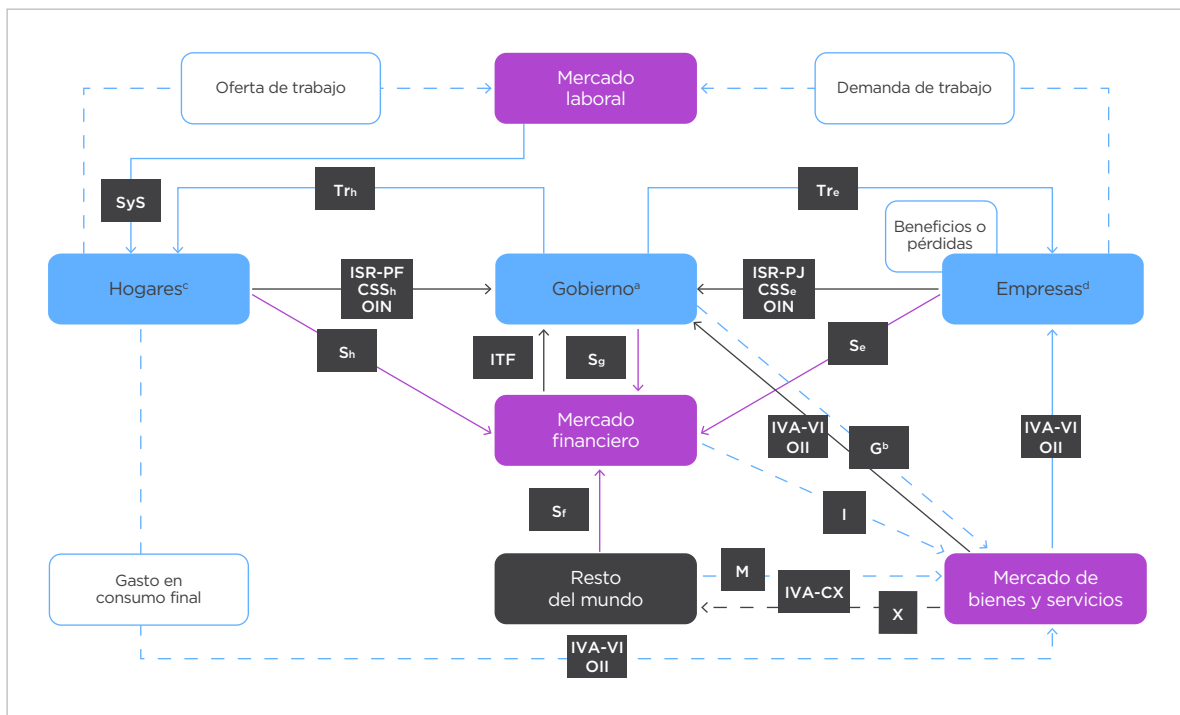 Oferta de trabajo
Mercado
laboral
Demanda de trabajo
SyS
Trh
Tre
Beneficios o
pérdidas
Hogaresᶜ
ISR-PF
CSSh
OIN
Gobiernoᵃ
ISR-PJ
CSSe
OIN
Empresasᵈ
Sh
ITF
Sg
Se
Mercado
financiero
IVA-VI
OII
Gᵇ
IVA-VI
OII
Sf
I
Gasto en
consumo final
Resto
del mundo
M
IVA-CX
X
Mercado de
bienes y servicios
IVA-VI
OII